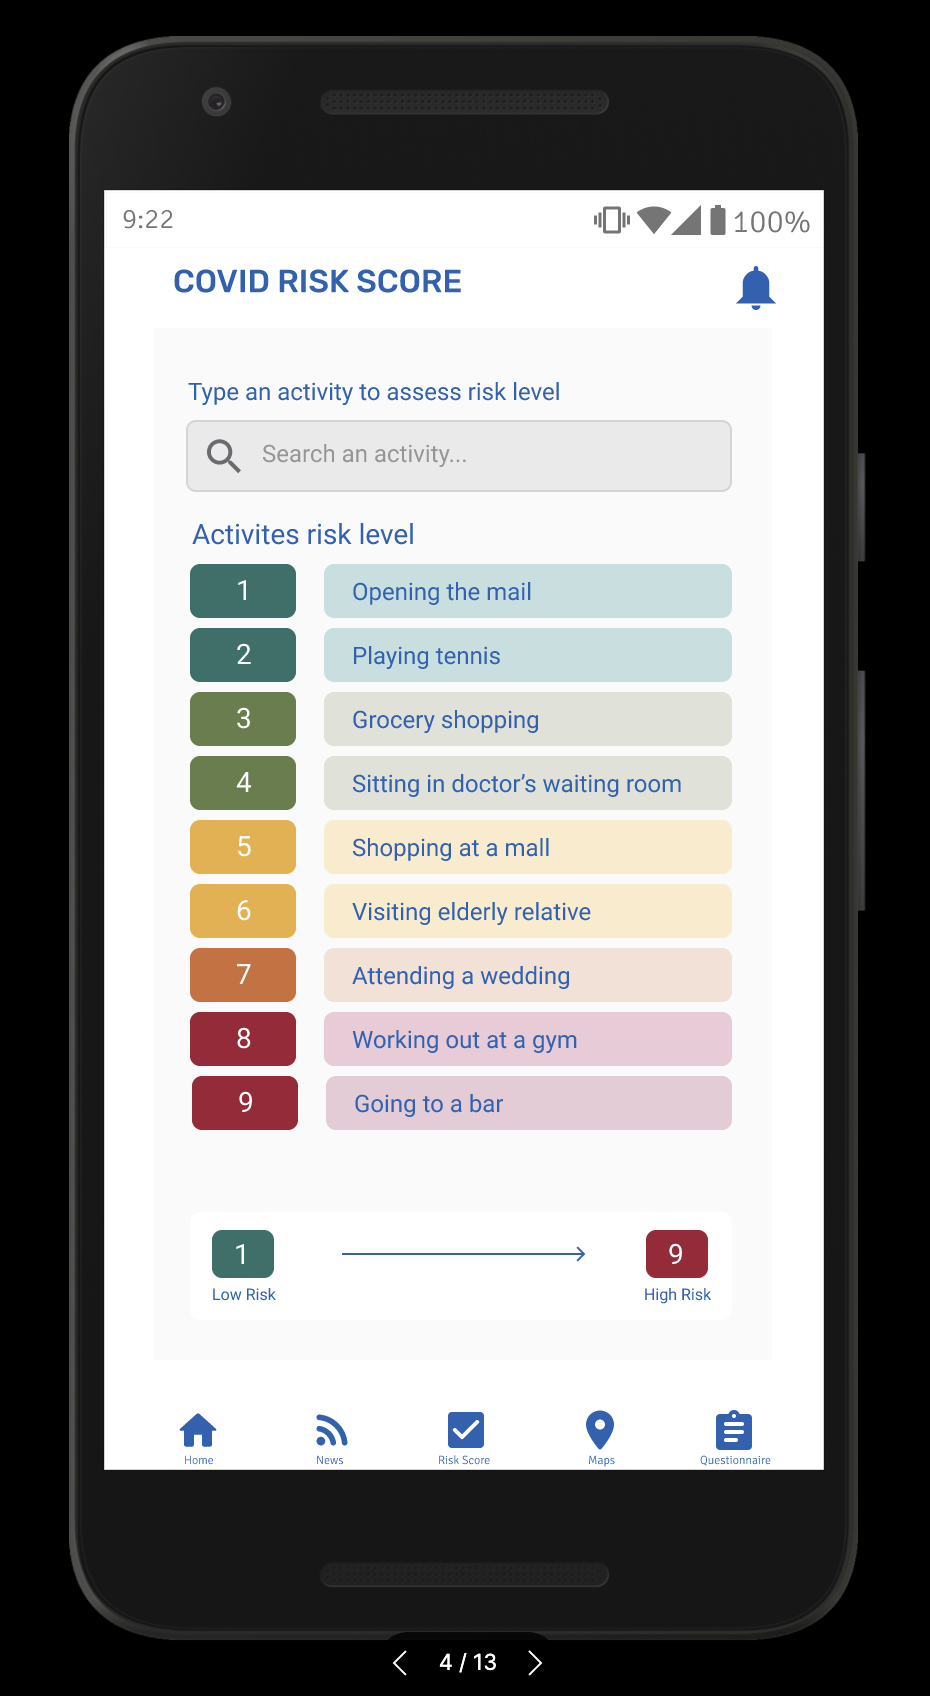 9:22
100%
COVID RISK SCORE
Type an activity to assess risk level
Search an activity...
Activites risk level
1 Opening the mail
2 Playing tennis
3 Grocery shopping
4 Sitting in doctor’s waiting room
5 Shopping at a mall
6 Visiting elderly relative
7 Attending a wedding
8 Working out at a gym
9 Going to a bar
1 9
Low Risk High Risk
Home News Risk Score Maps Questionnaire
4 / 13